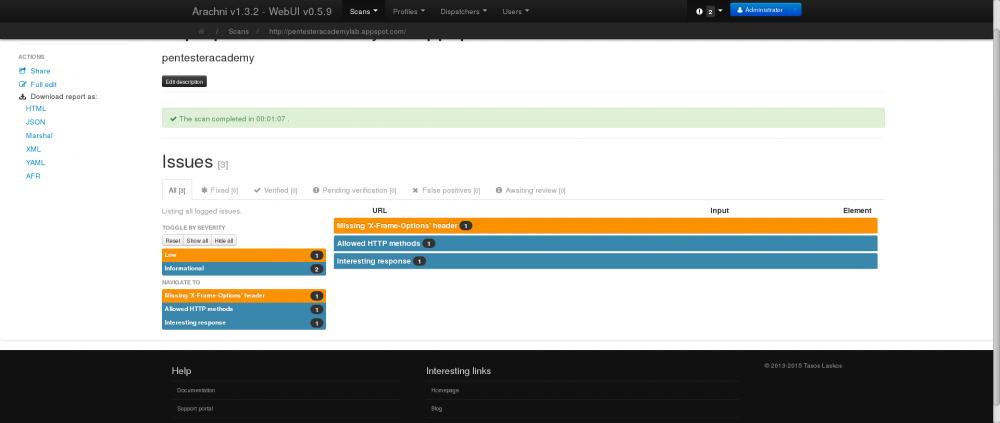 Arachni v1.3.2 - WebUI v0.5.9
Scans
Profiles
Dispatchers
Users
2
Administrator
/ Scans / http://pentesteracademylab.appspot.com/
ACTIONS
Share
Full edit
Download report as:
HTML
JSON
Marshal
XML
YAML
AFR
pentesteracademy
Edit description
The scan completed in 00:01:07 .
Issues [3]
All [3]
Fixed [0]
Verified [0]
Pending verification [0]
False positives [0]
Awaiting review [0]
Listing all logged issues.
TOGGLE BY SEVERITY
Reset Show all Hide all
Low 1
Informational 2
NAVIGATE TO
Missing 'X-Frame-Options' header 1
Allowed HTTP methods 1
Interesting response 1
URL Input Element
Missing 'X-Frame-Options' header 1
Allowed HTTP methods 1
Interesting response 1
Help
Documentation
Support portal
Interesting links
Homepage
Blog
© 2013-2015 Tasos Laskos